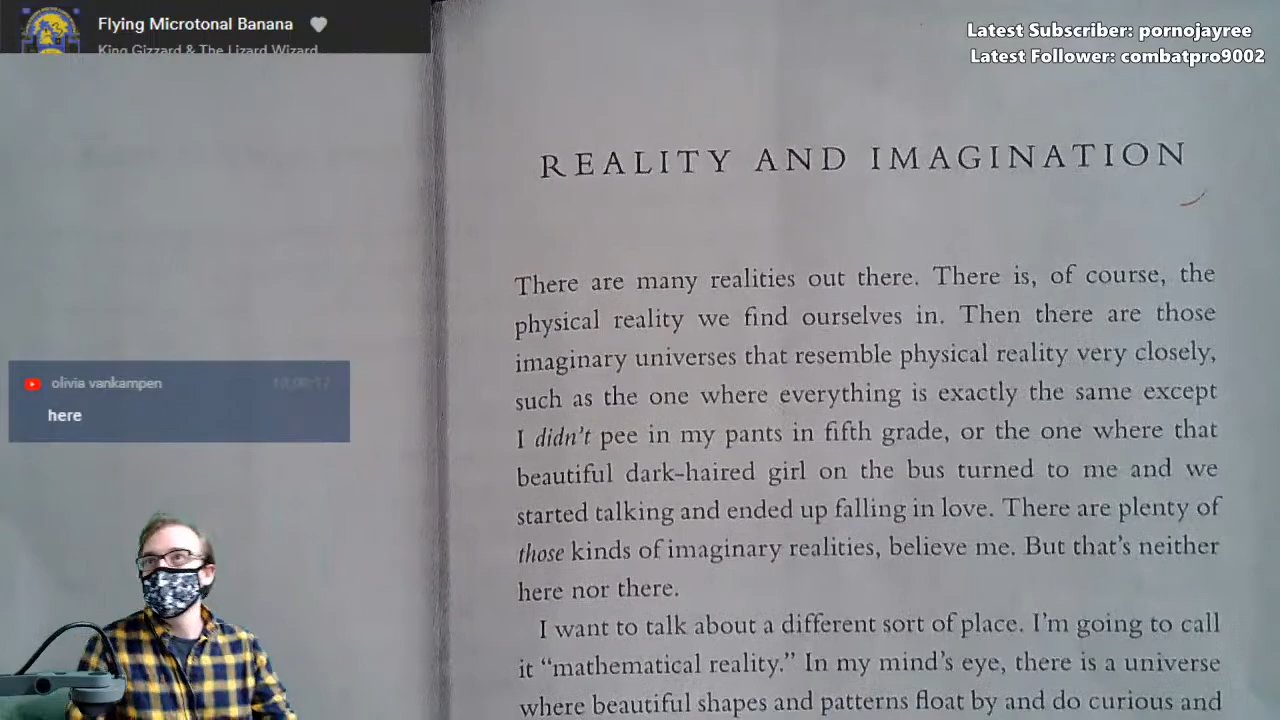 Flying Microtonal Banana
King Gizzard & The Lizard Wizard
Latest Subscriber: pornojayree
Latest Follower: combatpro9002
olivia vankampen
here
REALITY AND IMAGINATION
There are many realities out there. There is, of course, the
physical reality we find ourselves in. Then there are those
imaginary universes that resemble physical reality very closely,
such as the one where everything is exactly the same except
I didn't pee in my pants in fifth grade, or the one where that
beautiful dark-haired girl on the bus turned to me and we
started talking and ended up falling in love. There are plenty of
those kinds of imaginary realities, believe me. But that's neither
here nor there.
I want to talk about a different sort of place. I'm going to call
it “mathematical reality.” In my mind's eye, there is a universe
where beautiful shapes and patterns float by and do curious and